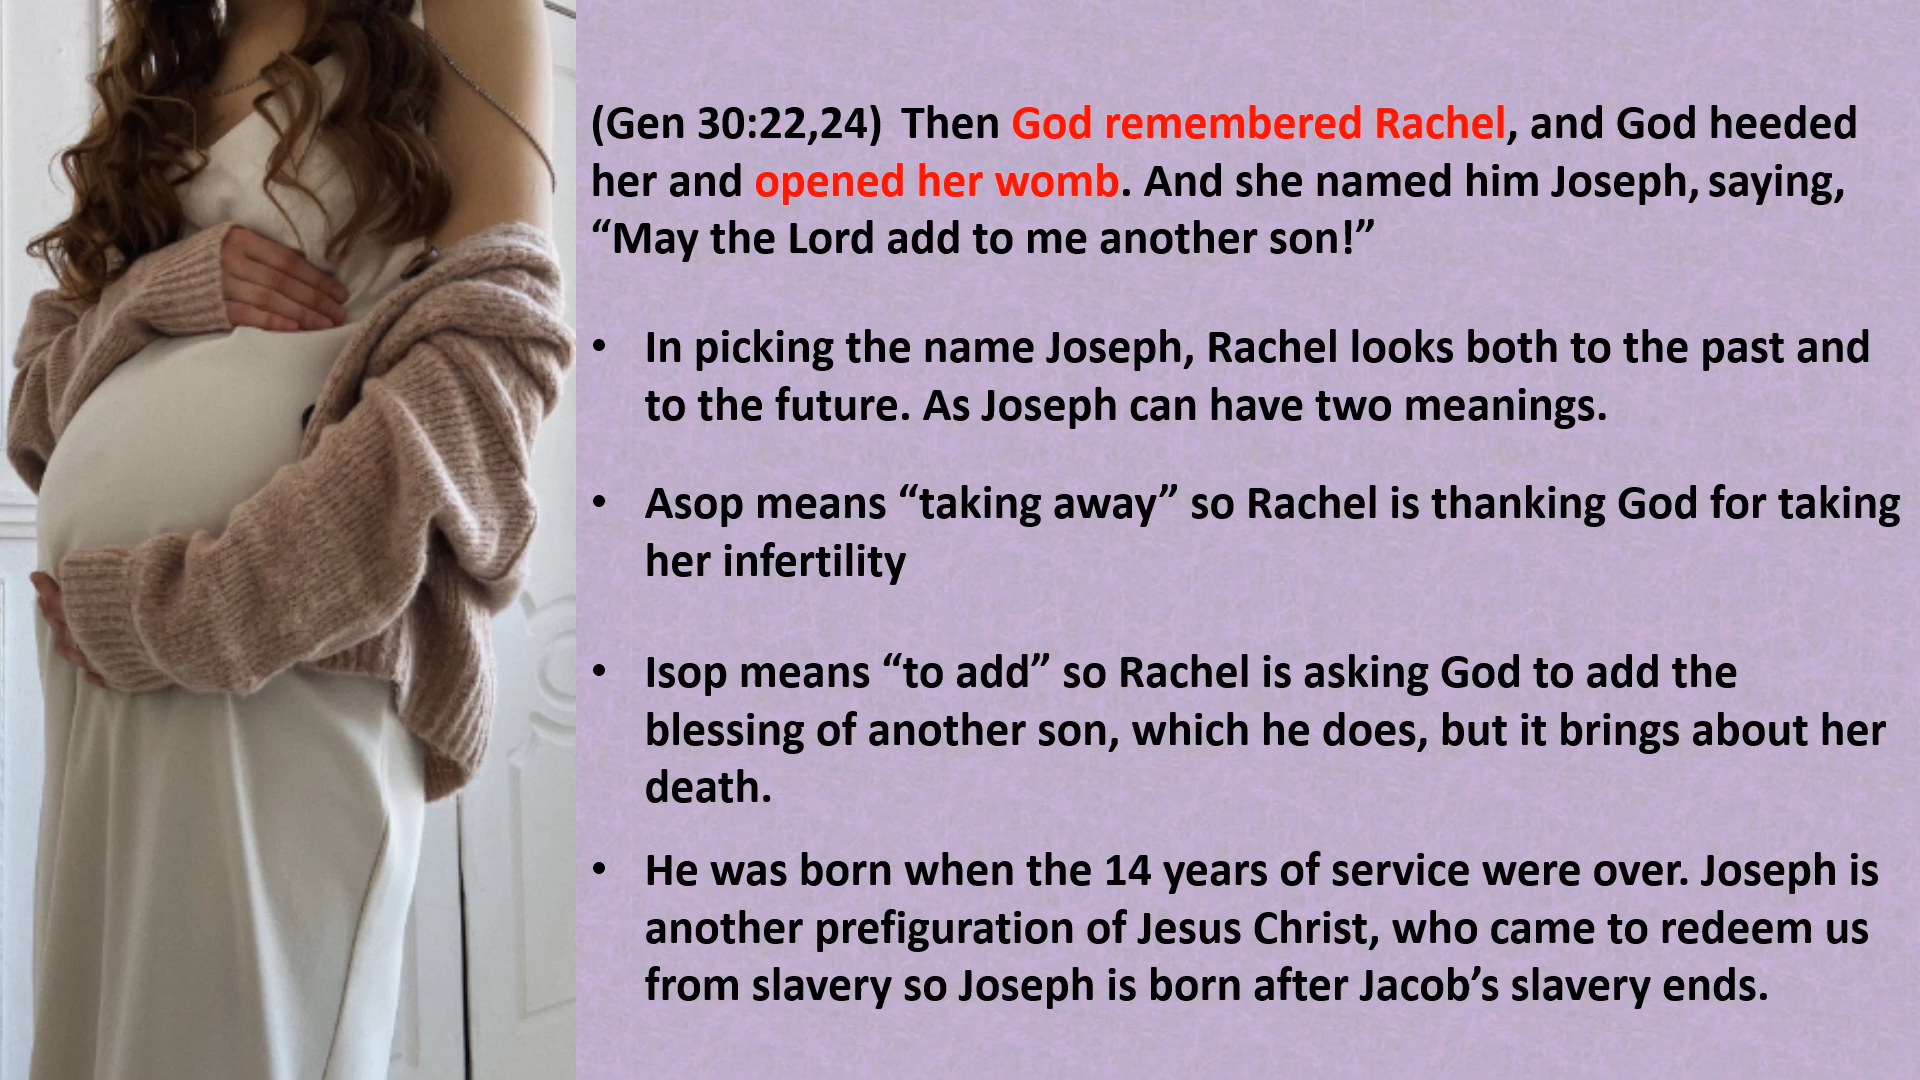 (Gen 30:22,24) Then God remembered Rachel, and God heeded
her and opened her womb. And she named him Joseph, saying,
“May the Lord add to me another son!”
• In picking the name Joseph, Rachel looks both to the past and
to the future. As Joseph can have two meanings.
• Asop means “taking away” so Rachel is thanking God for taking
her infertility
• Isop means “to add” so Rachel is asking God to add the
blessing of another son, which he does, but it brings about her
death.
• He was born when the 14 years of service were over. Joseph is
another prefiguration of Jesus Christ, who came to redeem us
from slavery so Joseph is born after Jacob’s slavery ends.